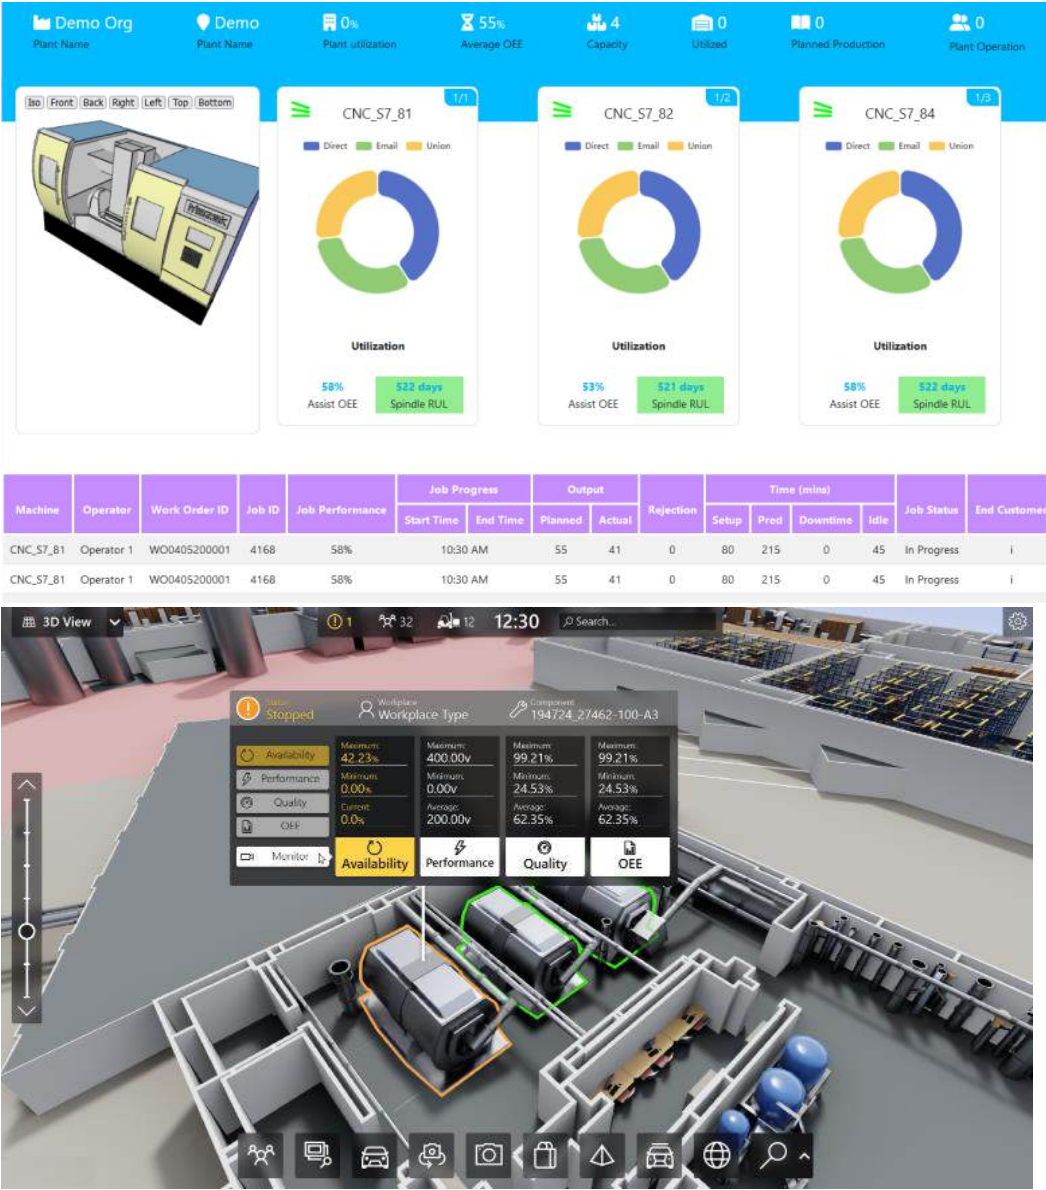 Demo Org
Plant Name
Demo
Plant Name
0%
Plant utilization
55%
Average OEE
4
Capacity
0
Utilized
0
Planned Production
0
Plant Operation
Iso Front Back Right Left Top Bottom
1/1
CNC_S7_81
Direct Email Union
Utilization
58%
Assist OEE
522 days
Spindle RUL
1/2
CNC_S7_82
Direct Email Union
Utilization
53%
Assist OEE
521 days
Spindle RUL
1/3
CNC_S7_84
Direct Email Union
Utilization
58%
Assist OEE
522 days
Spindle RUL
Machine Operator Work Order ID Job ID Job Performance Job Progress Output Rejection Time (mins) Job Status End Customer
Start Time End Time Planned Actual Setup Pred Downtime Idle
CNC_S7_81 Operator 1 WO0405200001 4168 58% 10:30 AM 55 41 0 80 215 0 45 In Progress i
CNC_S7_81 Operator 1 WO0405200001 4168 58% 10:30 AM 55 41 0 80 215 0 45 In Progress i
3D View
1
32
12
12:30
Search...
Status
Stopped
Workplace
Workplace Type
Component
194724_27462-100-A3
Availability
Performance
Quality
OEE
Monitor
Maximum:
42.23%
Minimum:
0.00%
Current:
0.0%
Availability
Maximum:
400.00v
Minimum:
0.00v
Average:
200.00v
Performance
Maximum:
99.21%
Minimum:
24.53%
Average:
62.35%
Quality
Maximum:
99.21%
Minimum:
24.53%
Average:
62.35%
OEE